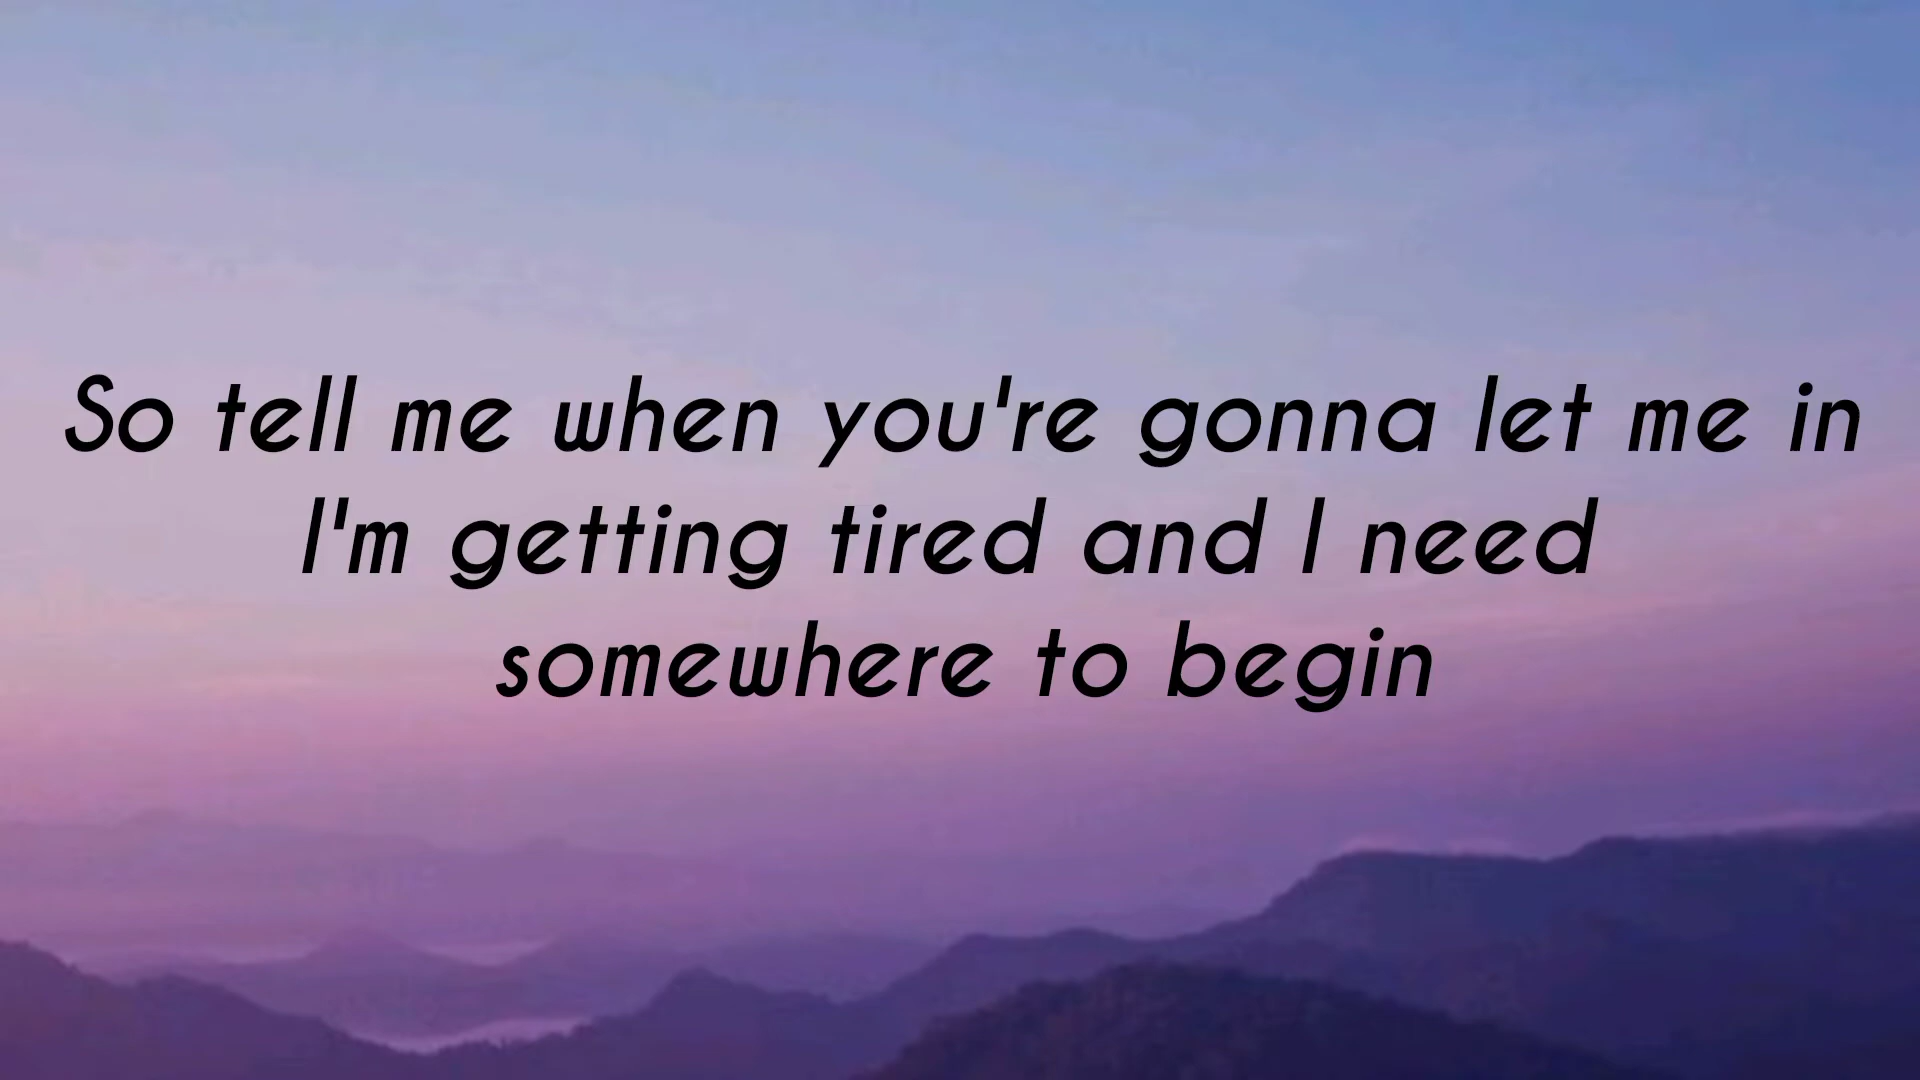 So tell me when you're gonna let me in
I'm getting tired and I need
somewhere to begin